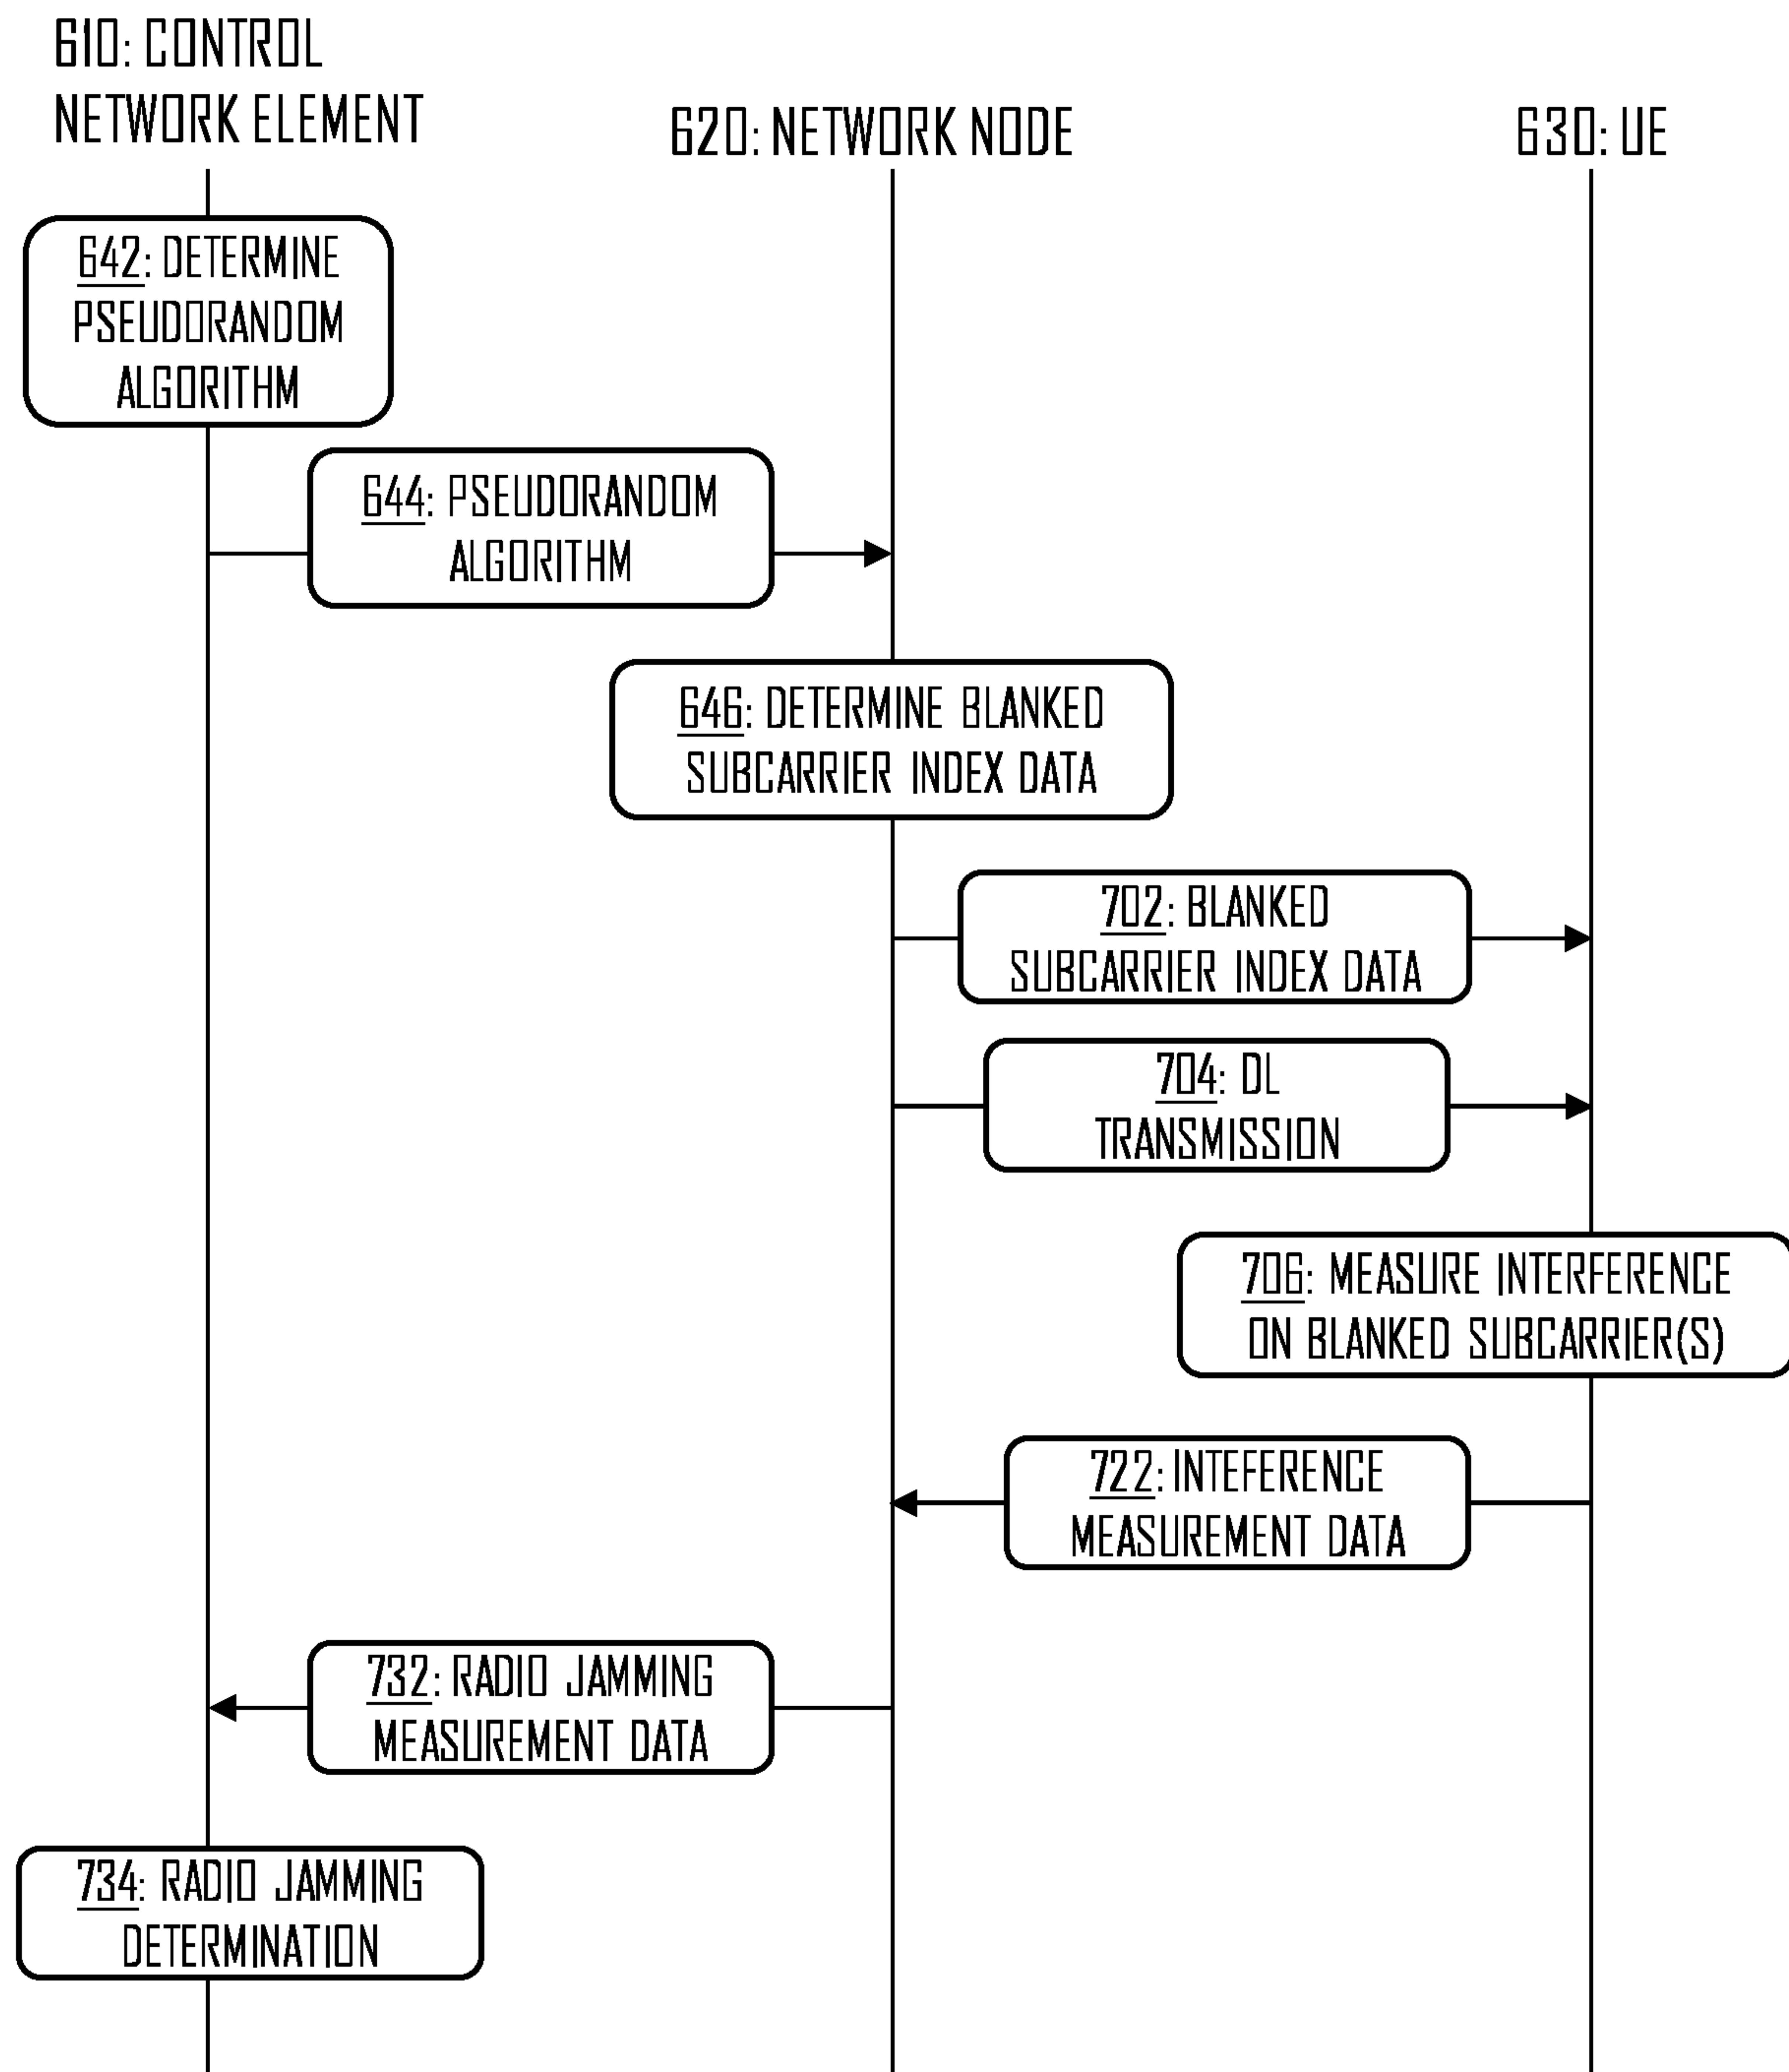 610: CONTROL
NETWORK ELEMENT
620: NETWORK NODE
630: UE
642: DETERMINE
PSEUDORANDOM
ALGORITHM
644: PSEUDORANDOM
ALGORITHM
646: DETERMINE BLANKED
SUBCARRIER INDEX DATA
702: BLANKED
SUBCARRIER INDEX DATA
704: DL
TRANSMISSION
706: MEASURE INTERFERENCE
ON BLANKED SUBCARRIER(S)
722: INTEFERENCE
MEASUREMENT DATA
732: RADIO JAMMING
MEASUREMENT DATA
734: RADIO JAMMING
DETERMINATION